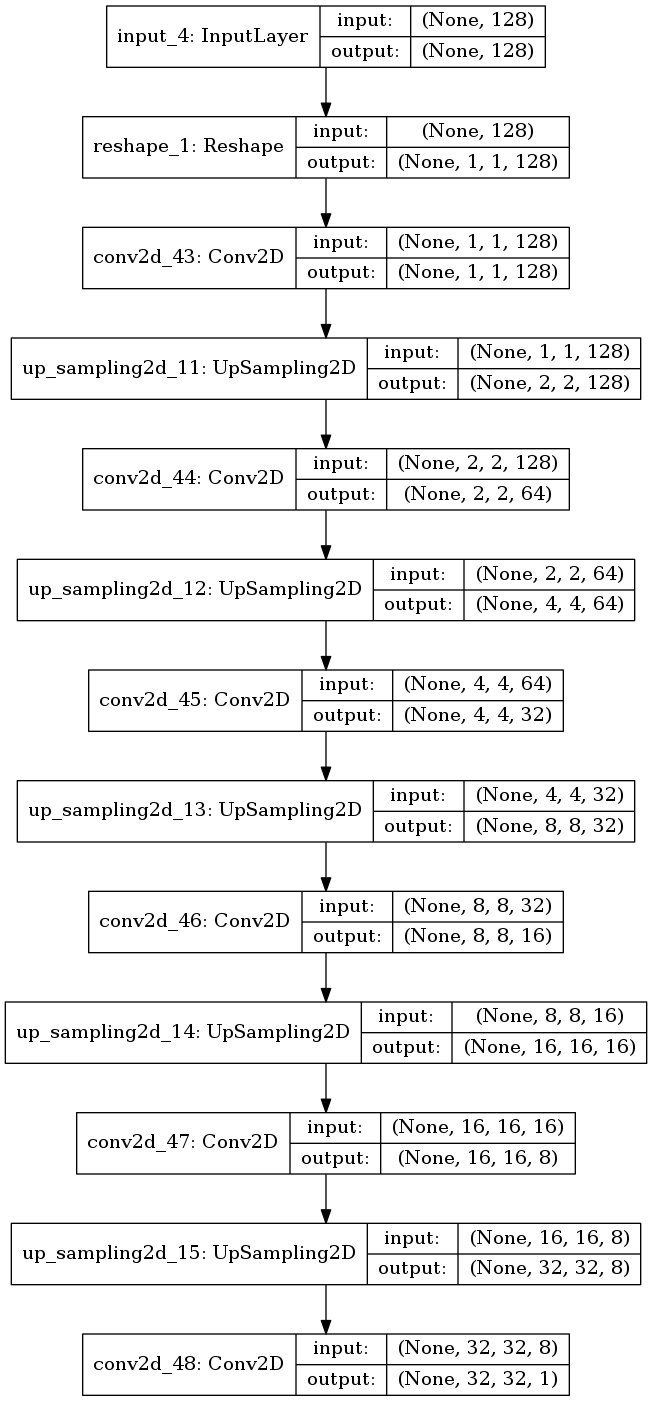 input_4: InputLayer
input: (None, 128)
output: (None, 128)
reshape_1: Reshape
input: (None, 128)
output: (None, 1, 1, 128)
conv2d_43: Conv2D
input: (None, 1, 1, 128)
output: (None, 1, 1, 128)
up_sampling2d_11: UpSampling2D
input: (None, 1, 1, 128)
output: (None, 2, 2, 128)
conv2d_44: Conv2D
input: (None, 2, 2, 128)
output: (None, 2, 2, 64)
up_sampling2d_12: UpSampling2D
input: (None, 2, 2, 64)
output: (None, 4, 4, 64)
conv2d_45: Conv2D
input: (None, 4, 4, 64)
output: (None, 4, 4, 32)
up_sampling2d_13: UpSampling2D
input: (None, 4, 4, 32)
output: (None, 8, 8, 32)
conv2d_46: Conv2D
input: (None, 8, 8, 32)
output: (None, 8, 8, 16)
up_sampling2d_14: UpSampling2D
input: (None, 8, 8, 16)
output: (None, 16, 16, 16)
conv2d_47: Conv2D
input: (None, 16, 16, 16)
output: (None, 16, 16, 8)
up_sampling2d_15: UpSampling2D
input: (None, 16, 16, 8)
output: (None, 32, 32, 8)
conv2d_48: Conv2D
input: (None, 32, 32, 8)
output: (None, 32, 32, 1)